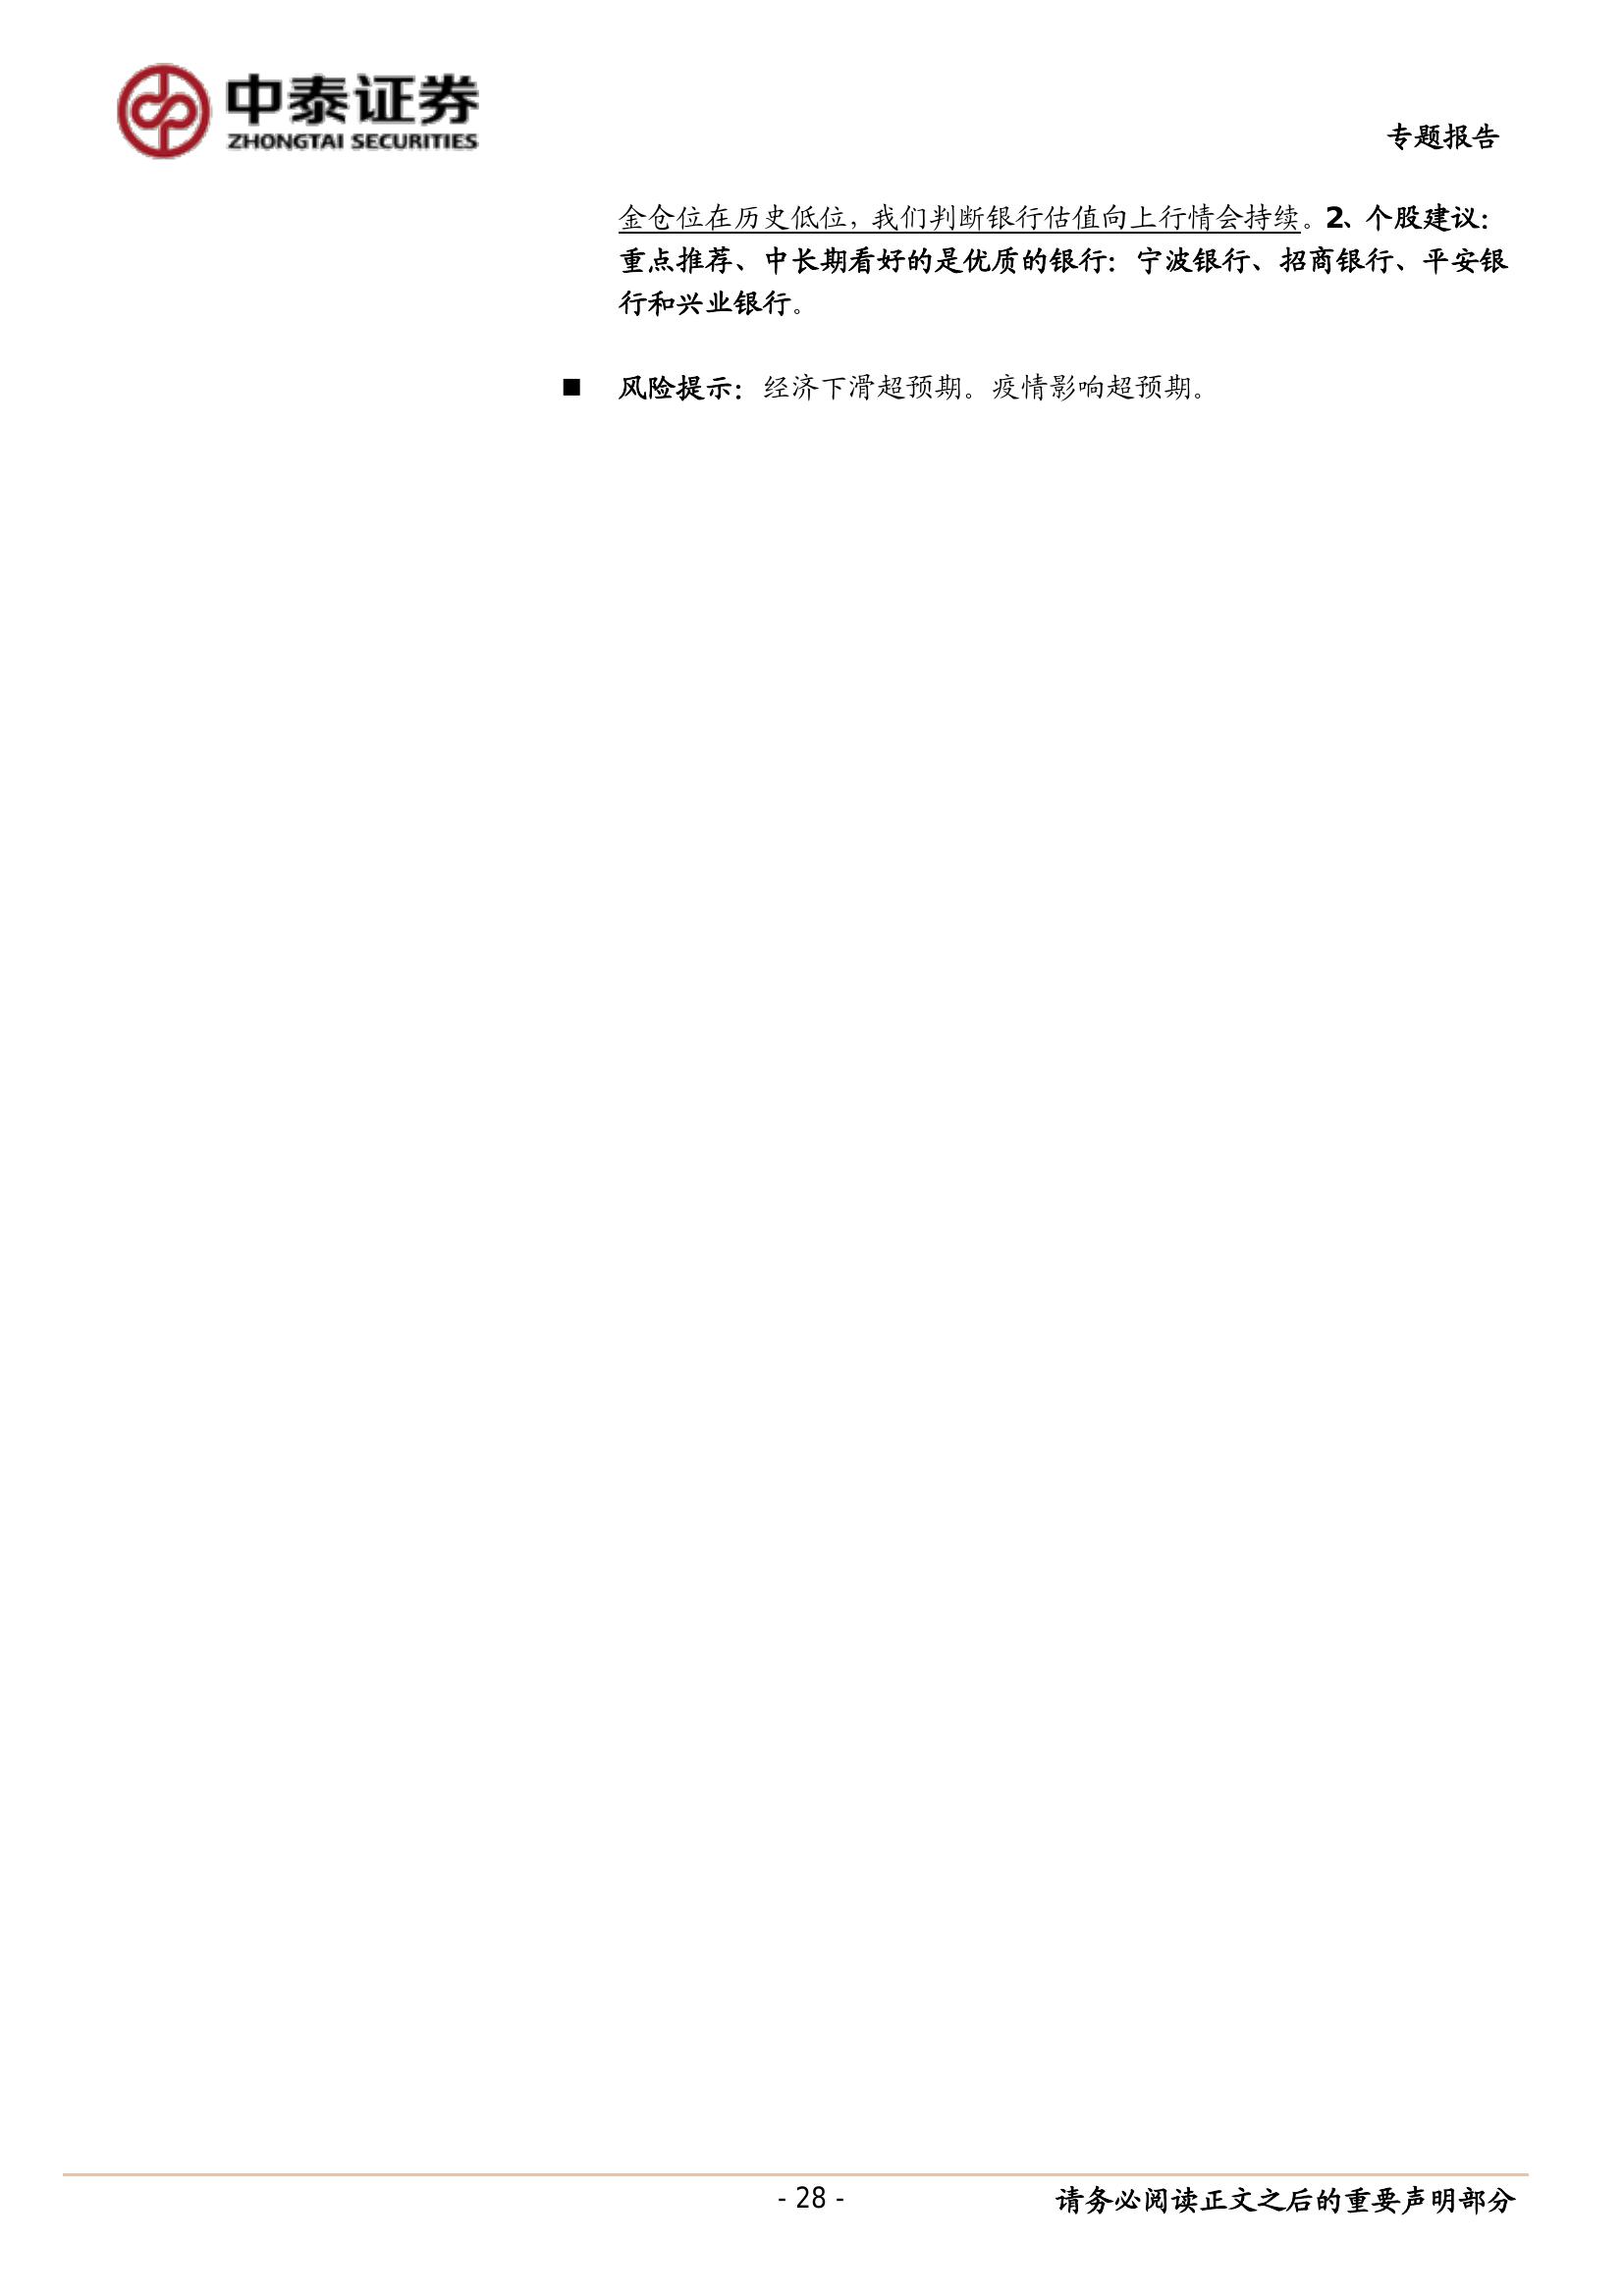 中泰证券
ZHONGTAI SECURITIES
专题报告
金仓位在历史低位，我们判断银行估值向上行情会持续。2、个股建议：
重点推荐、中长期看好的是优质的银行：宁波银行、招商银行、平安银
行和兴业银行。
■ 风险提示：经济下滑超预期。疫情影响超预期。
- 28 -
请务必阅读正文之后的重要声明部分